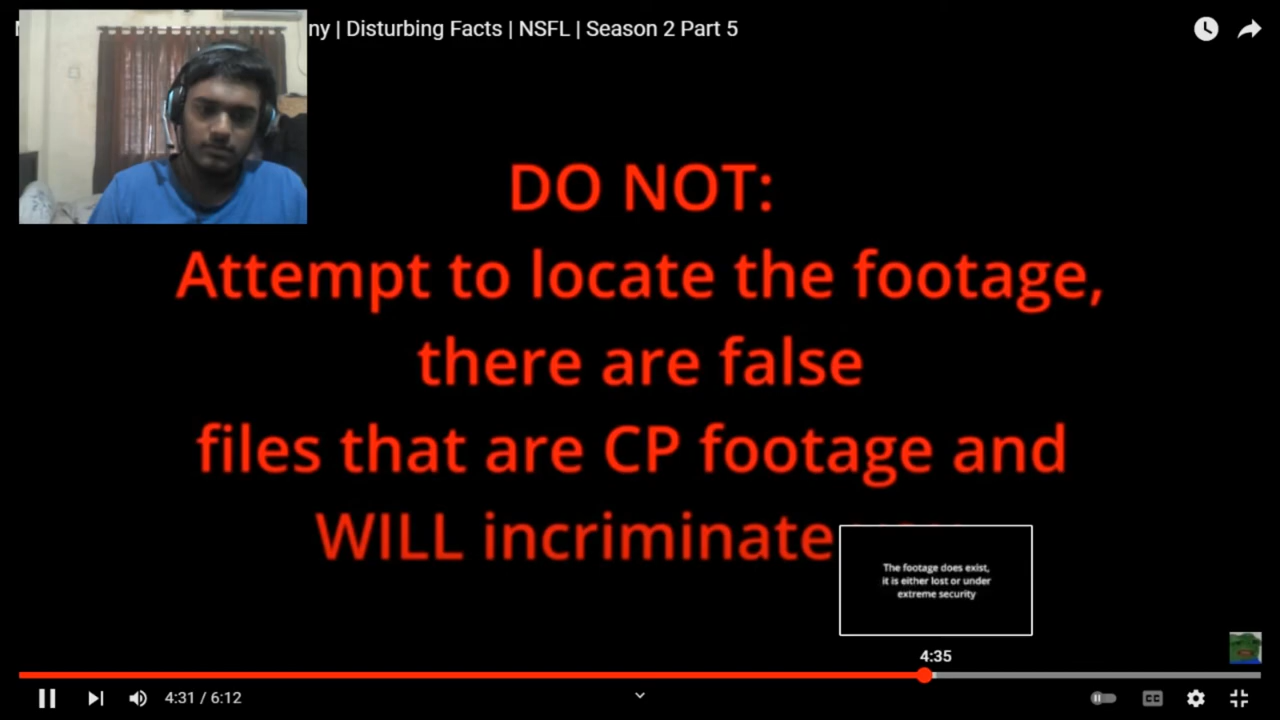 ny | Disturbing Facts | NSFL | Season 2 Part 5
DO NOT:
Attempt to locate the footage,
there are false
files that are CP footage and
WILL incriminate
The footage does exist,
it is either lost or under
extreme security
4:35
4:31 / 6:12
CC